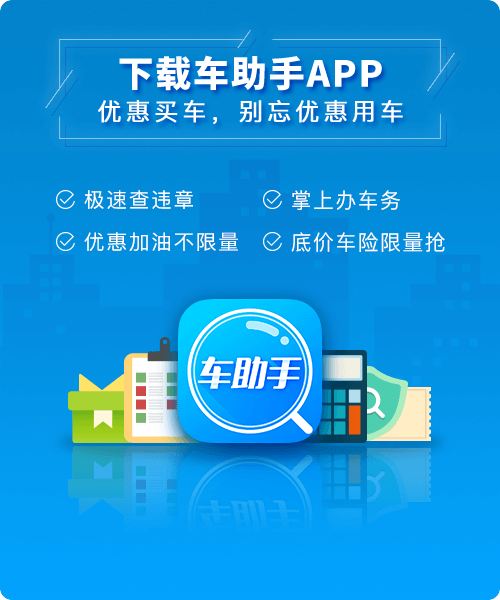 下载车助手APP
优惠买车，别忘优惠用车
极速查违章
掌上办车务
优惠加油不限量
底价车险限量抢
车助手